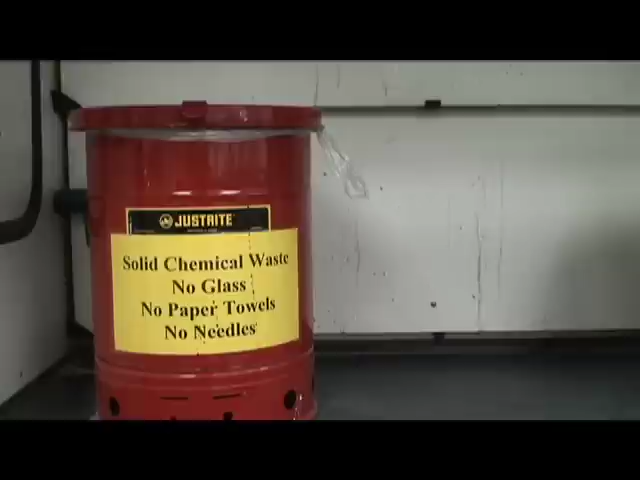 JUSTRITE
Solid Chemical Waste
No Glass
No Paper Towels
No Needles